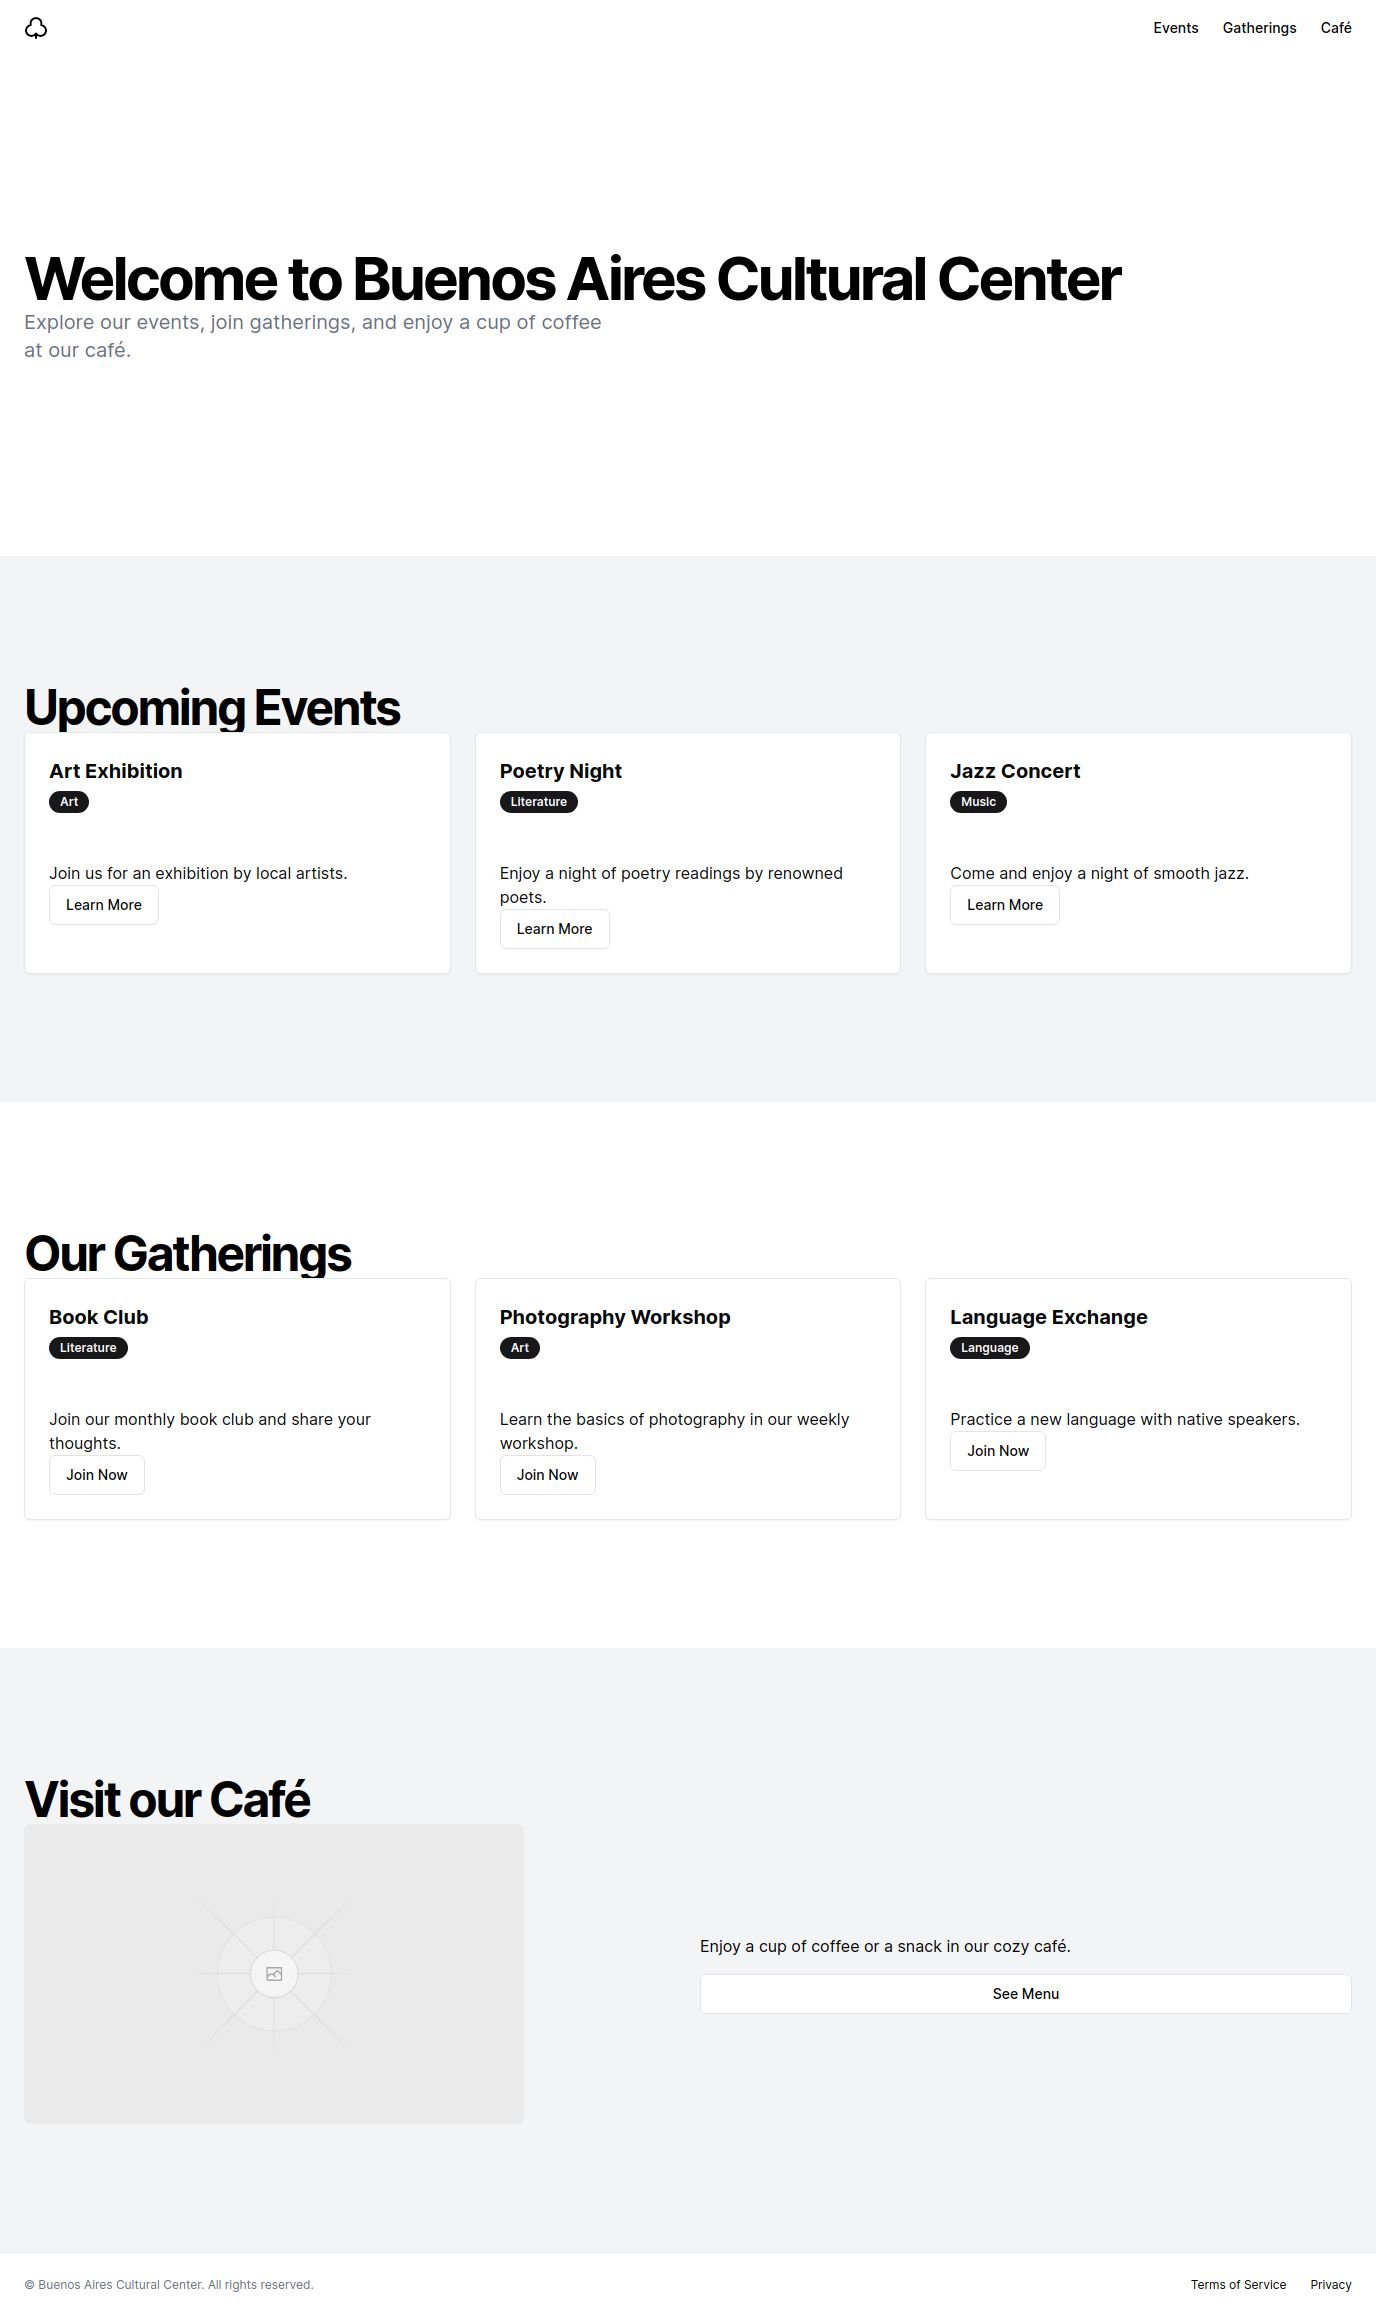 Events Gatherings Café
Welcome to Buenos Aires Cultural Center
Explore our events, join gatherings, and enjoy a cup of coffee
at our café.
Upcoming Events
Art Exhibition
Art
Join us for an exhibition by local artists.
Learn More
Poetry Night
Literature
Enjoy a night of poetry readings by renowned
poets.
Learn More
Jazz Concert
Music
Come and enjoy a night of smooth jazz.
Learn More
Our Gatherings
Book Club
Literature
Join our monthly book club and share your
thoughts.
Join Now
Photography Workshop
Art
Learn the basics of photography in our weekly
workshop.
Join Now
Language Exchange
Language
Practice a new language with native speakers.
Join Now
Visit our Café
Enjoy a cup of coffee or a snack in our cozy café.
See Menu
© Buenos Aires Cultural Center. All rights reserved.
Terms of Service Privacy